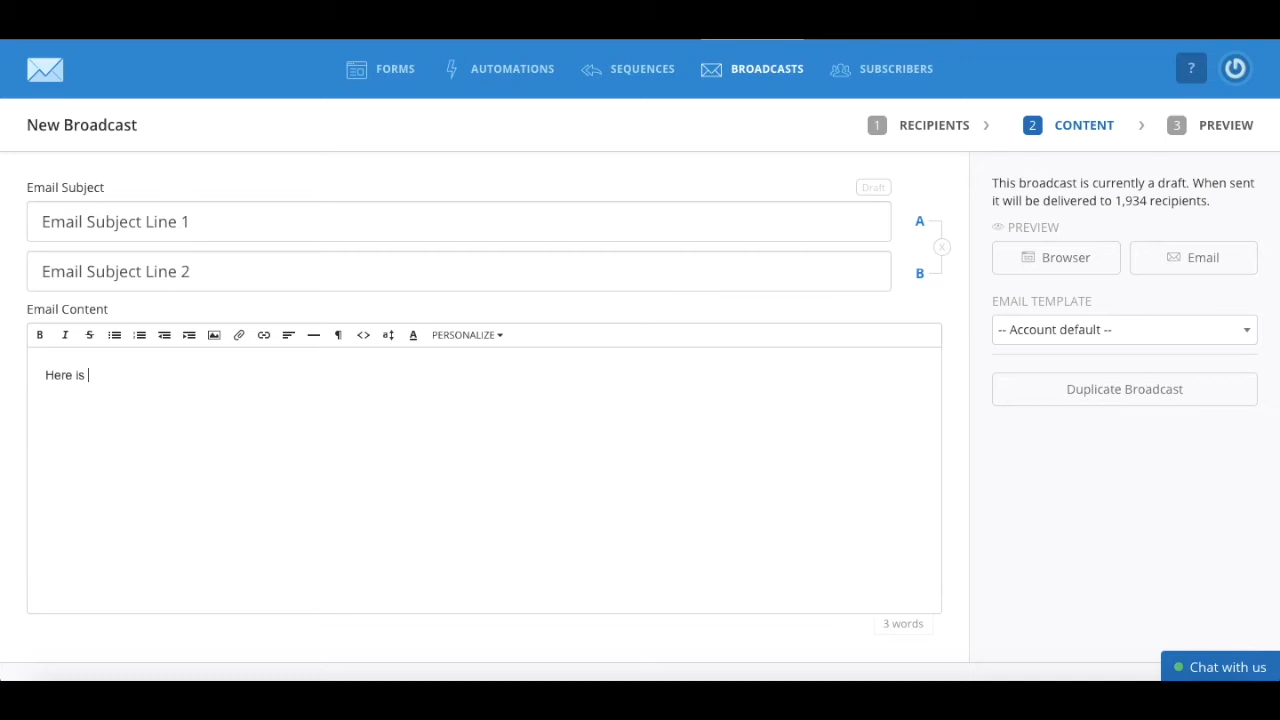 FORMS AUTOMATIONS SEQUENCES BROADCASTS SUBSCRIBERS ?
New Broadcast 1 RECIPIENTS 2 CONTENT 3 PREVIEW
Email Subject Draft
Email Subject Line 1 A
X
Email Subject Line 2 B
Email Content
B I S <> a A PERSONALIZE
Here is
3 words
This broadcast is currently a draft. When sent
it will be delivered to 1,934 recipients.
PREVIEW
Browser Email
EMAIL TEMPLATE
-- Account default --
Duplicate Broadcast
Chat with us